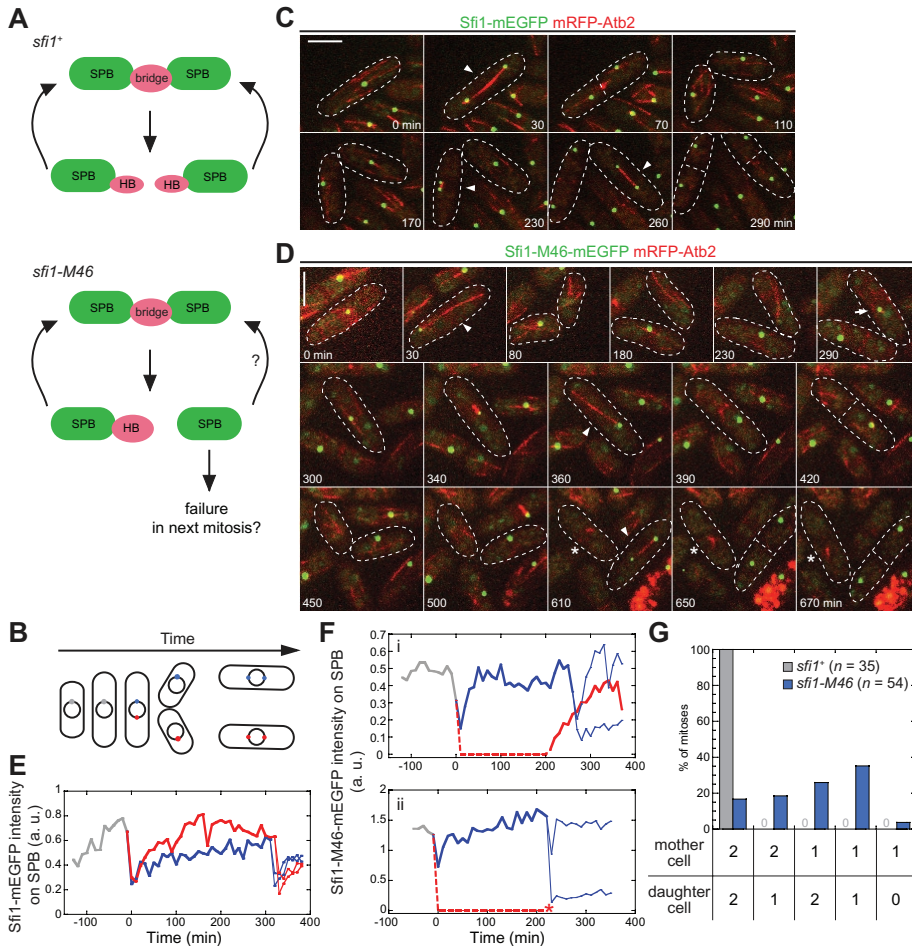 A
sfi1⁺
SPB bridge SPB
SPB HB HB SPB
sfi1-M46
SPB bridge SPB
?
SPB HB SPB
failure
in next mitosis?
B
Time
C
Sfi1-mEGFP mRFP-Atb2
0 min 30 70 110
170 230 260 290 min
D
Sfi1-M46-mEGFP mRFP-Atb2
0 min 30 80 180 230 290
300 340 360 390 420
450 500 610 650 670 min
* * *
E
Sfi1-mEGFP intensity
on SPB (a. u.)
1.0
0.8
0.6
0.4
0.2
0
-100 0 100 200 300 400
Time (min)
F
Sfi1-M46-mEGFP intensity on SPB
(a. u.)
i
0.7
0.6
0.5
0.4
0.3
0.2
0.1
0
-100 0 100 200 300 400
ii
2
1.5
1
0.5
0
*
-100 0 100 200 300 400
Time (min)
G
% of mitoses
100
80
60
40
20
0
sfi1⁺ (n = 35)
sfi1-M46 (n = 54)
0 0 0 0
mother
cell
2 2 1 1 1
daughter
cell
2 1 2 1 0